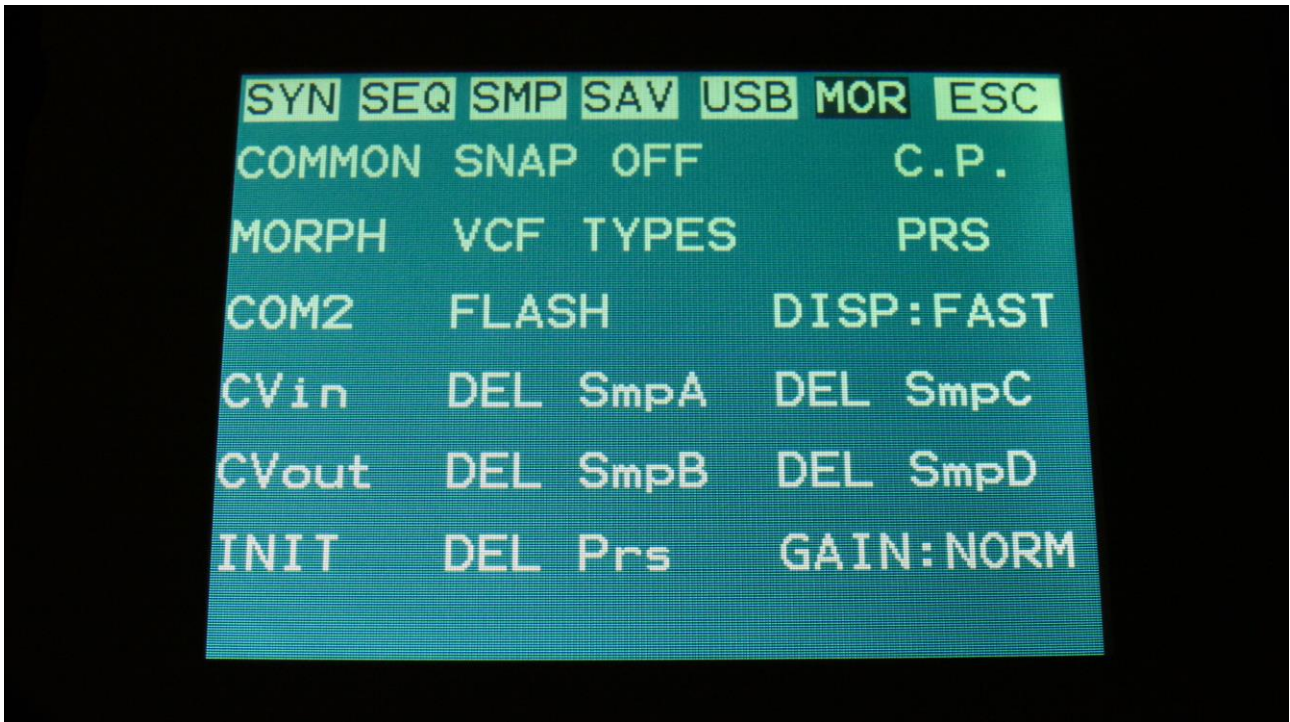 SYN SEQ SMP SAV USB MOR ESC
COMMON SNAP OFF C.P.
MORPH VCF TYPES PRS
COM2 FLASH DISP:FAST
CVin DEL SmpA DEL SmpC
CVout DEL SmpB DEL SmpD
INIT DEL Prs GAIN:NORM